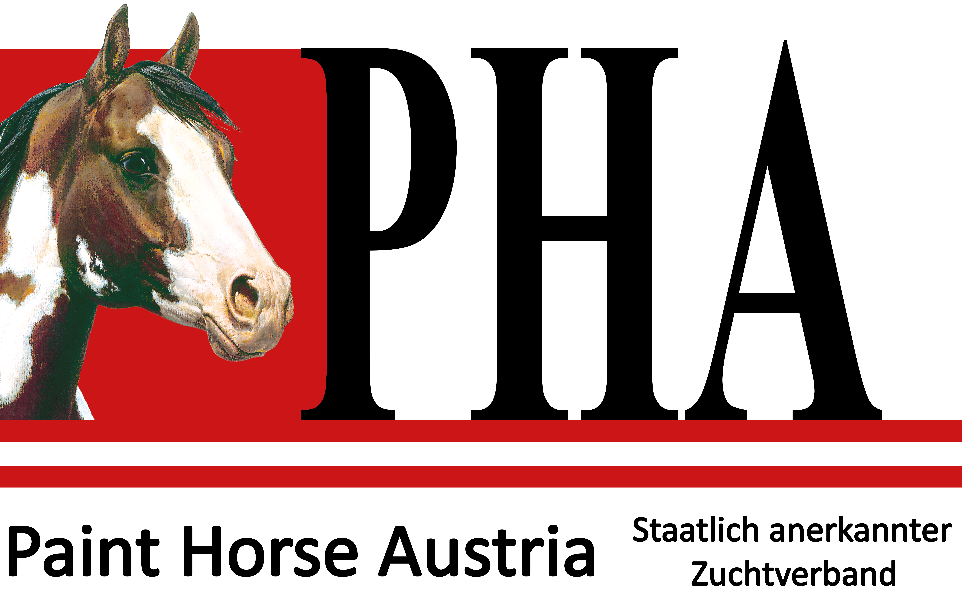 PHA
Paint Horse Austria
Staatlich anerkannter
Zuchtverband